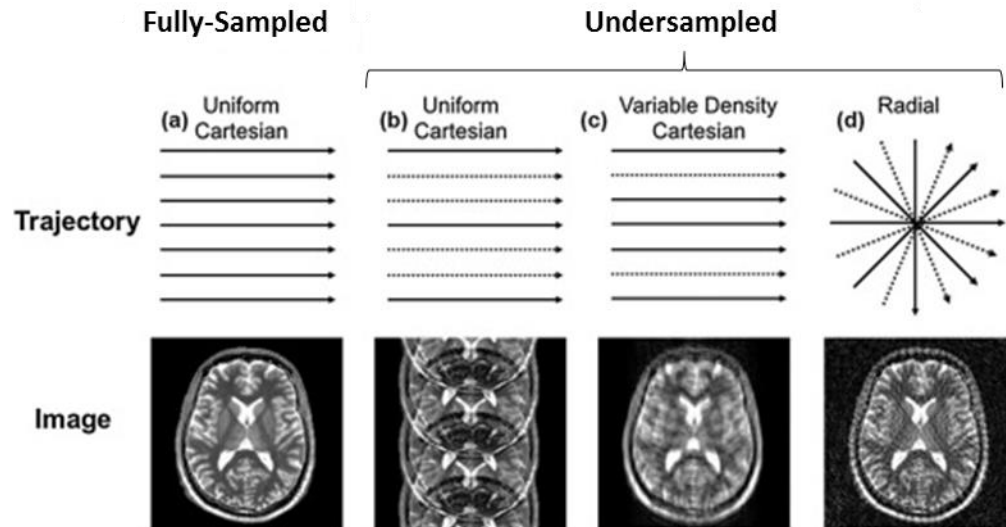 Fully-Sampled
Undersampled
(a) Uniform
Cartesian
(b) Uniform
Cartesian
(c) Variable Density
Cartesian
(d) Radial
Trajectory
Image